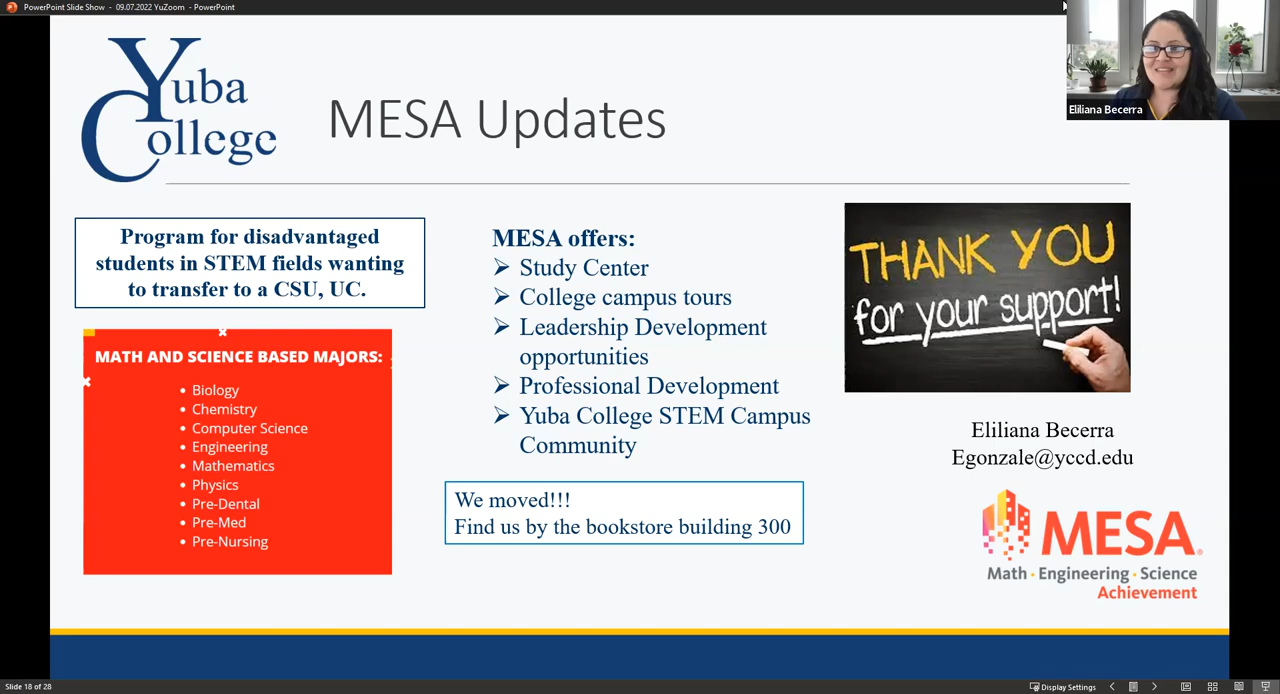 PowerPoint Slide Show - 09.07.2022 YuZoom - PowerPoint
Eliliana Becerra
Yuba
College
MESA Updates
Program for disadvantaged
students in STEM fields wanting
to transfer to a CSU, UC.
MATH AND SCIENCE BASED MAJORS:
• Biology
• Chemistry
• Computer Science
• Engineering
• Mathematics
• Physics
• Pre-Dental
• Pre-Med
• Pre-Nursing
MESA offers:
➢ Study Center
➢ College campus tours
➢ Leadership Development
opportunities
➢ Professional Development
➢ Yuba College STEM Campus
Community
We moved!!!
Find us by the bookstore building 300
THANK YOU
for your support!
Eliliana Becerra
Egonzale@yccd.edu
MESA®
Math · Engineering · Science
Achievement
Slide 18 of 28
Display Settings